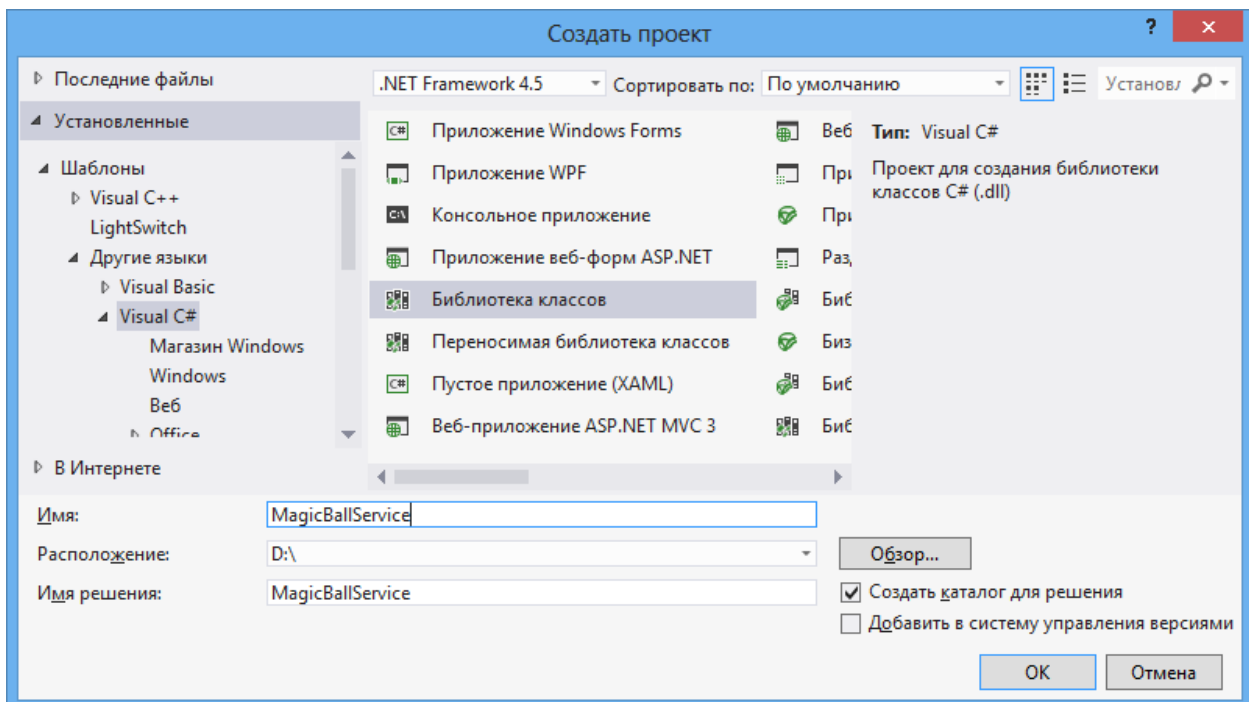 Создать проект
?
Последние файлы
Установленные
Шаблоны
Visual C++
LightSwitch
Другие языки
Visual Basic
Visual C#
Магазин Windows
Windows
Веб
Office
В Интернете
.NET Framework 4.5
Сортировать по: По умолчанию
C# Приложение Windows Forms
Приложение WPF
C:\ Консольное приложение
Приложение веб-форм ASP.NET
Библиотека классов
Переносимая библиотека классов
C# Пустое приложение (XAML)
Веб-приложение ASP.NET MVC 3
Веб
При
При
Раз
Биб
Биз
Биб
Биб
Тип: Visual C#
Проект для создания библиотеки
классов C# (.dll)
Имя: MagicBallService
Расположение: D:\
Обзор...
Имя решения: MagicBallService
Создать каталог для решения
Добавить в систему управления версиями
OK
Отмена